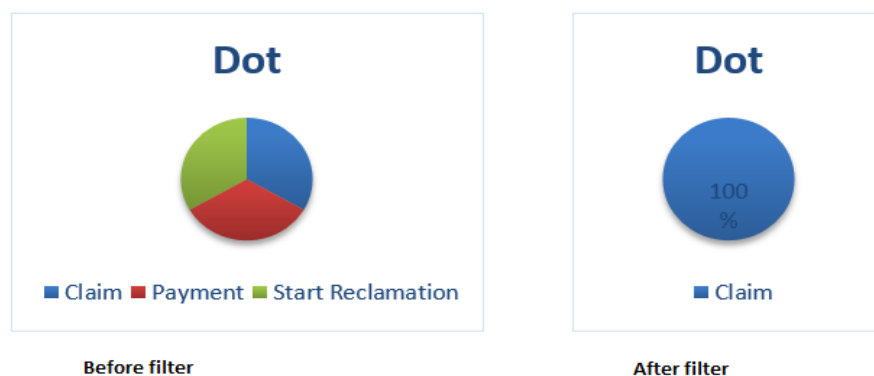 Dot
Claim Payment Start Reclamation
Before filter
Dot
100
%
Claim
After filter